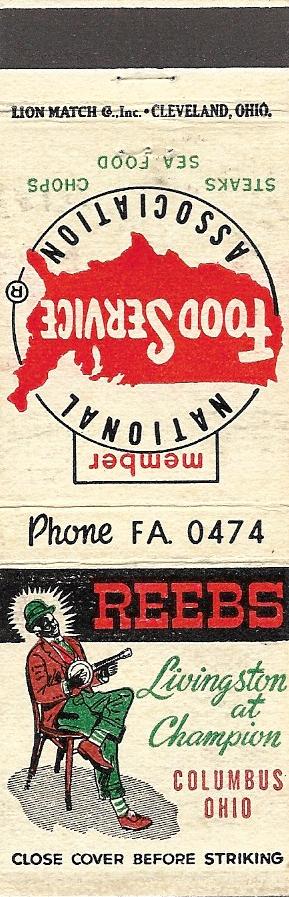 LION MATCH Co., Inc. • CLEVELAND, OHIO.
STEAKS CHOPS
SEA FOOD
member
NATIONAL
FOOD SERVICE
ASSOCIATION
®
Phone FA. 0474
REEBS
Livingston
at
Champion
COLUMBUS
OHIO
CLOSE COVER BEFORE STRIKING